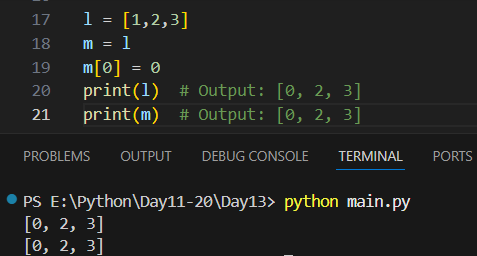 17 l = [1,2,3]
18 m = l
19 m[0] = 0
20 print(l)  # Output: [0, 2, 3]
21 print(m)  # Output: [0, 2, 3]
PROBLEMS OUTPUT DEBUG CONSOLE TERMINAL PORTS
PS E:\Python\Day11-20\Day13> python main.py
[0, 2, 3]
[0, 2, 3]